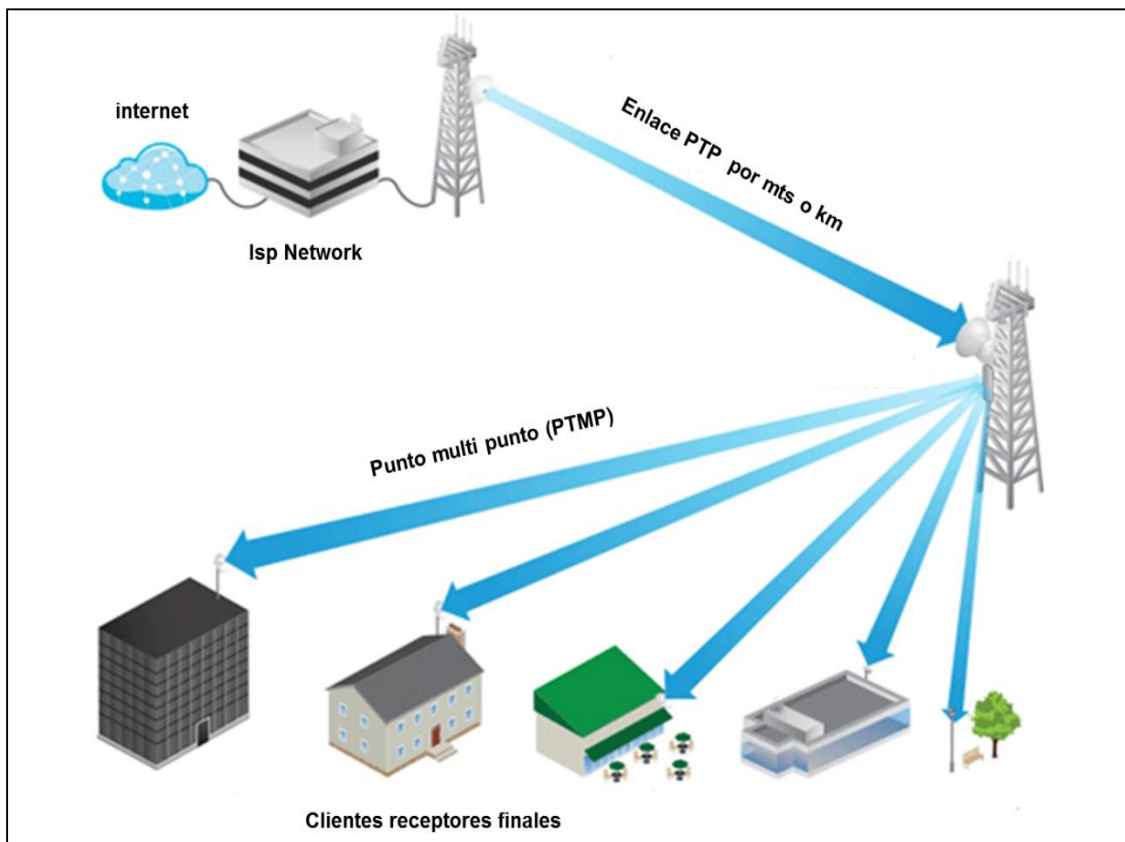 internet
Isp Network
Enlace PTP por mts o km
Punto multi punto (PTMP)
Clientes receptores finales